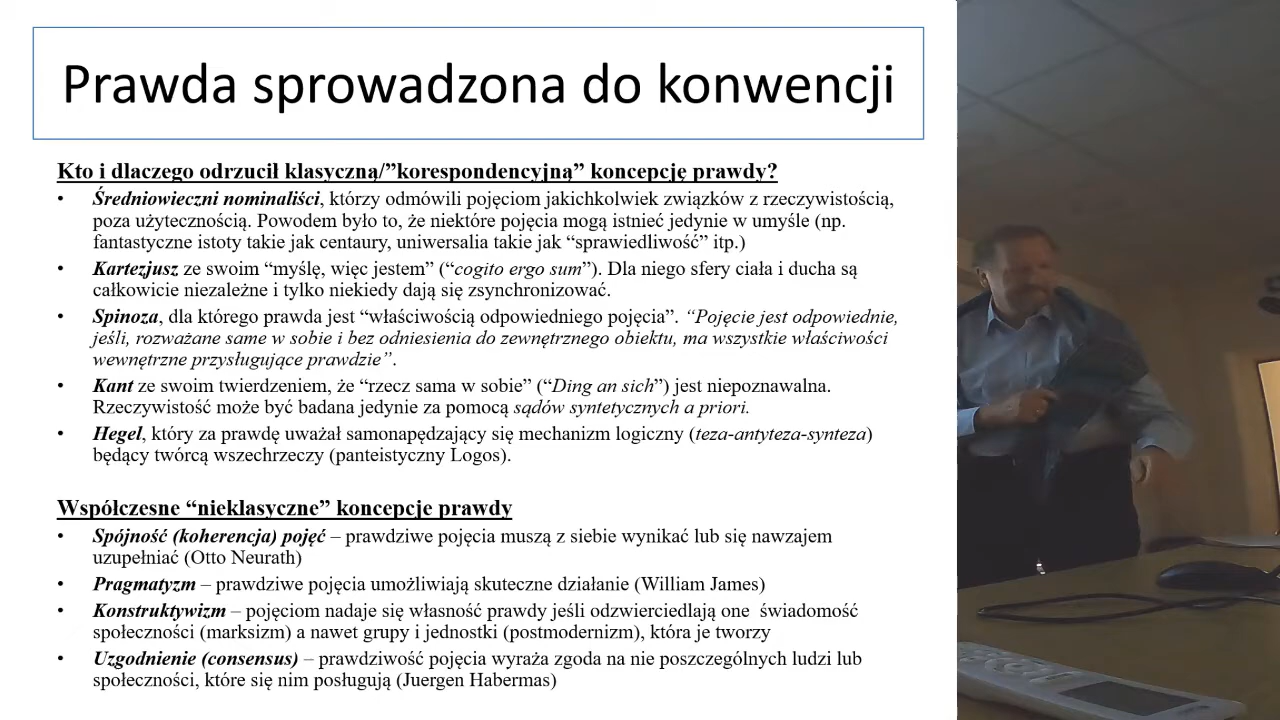 Prawda sprowadzona do konwencji
Kto i dlaczego odrzucił klasyczną/”korespondencyjną” koncepcję prawdy?
• Średniowieczni nominaliści, którzy odmówili pojęciom jakichkolwiek związków z rzeczywistością,
poza użytecznością. Powodem było to, że niektóre pojęcia mogą istnieć jedynie w umyśle (np.
fantastyczne istoty takie jak centaury, uniwersalia takie jak “sprawiedliwość” itp.)
• Kartezjusz ze swoim “myślę, więc jestem” (“cogito ergo sum”). Dla niego sfery ciała i ducha są
całkowicie niezależne i tylko niekiedy dają się zsynchronizować.
• Spinoza, dla którego prawda jest “właściwością odpowiedniego pojęcia”. “Pojęcie jest odpowiednie,
jeśli, rozważane same w sobie i bez odniesienia do zewnętrznego obiektu, ma wszystkie właściwości
wewnętrzne przysługujące prawdzie”.
• Kant ze swoim twierdzeniem, że “rzecz sama w sobie” (“Ding an sich”) jest niepoznawalna.
Rzeczywistość może być badana jedynie za pomocą sądów syntetycznych a priori.
• Hegel, który za prawdę uważał samonapędzający się mechanizm logiczny (teza-antyteza-synteza)
będący twórcą wszechrzeczy (panteistyczny Logos).
Współczesne “nieklasyczne” koncepcje prawdy
• Spójność (koherencja) pojęć – prawdziwe pojęcia muszą z siebie wynikać lub się nawzajem
uzupełniać (Otto Neurath)
• Pragmatyzm – prawdziwe pojęcia umożliwiają skuteczne działanie (William James)
• Konstruktywizm – pojęciom nadaje się własność prawdy jeśli odzwierciedlają one świadomość
społeczności (marksizm) a nawet grupy i jednostki (postmodernizm), która je tworzy
• Uzgodnienie (consensus) – prawdziwość pojęcia wyraża zgoda na nie poszczególnych ludzi lub
społeczności, które się nim posługują (Juergen Habermas)